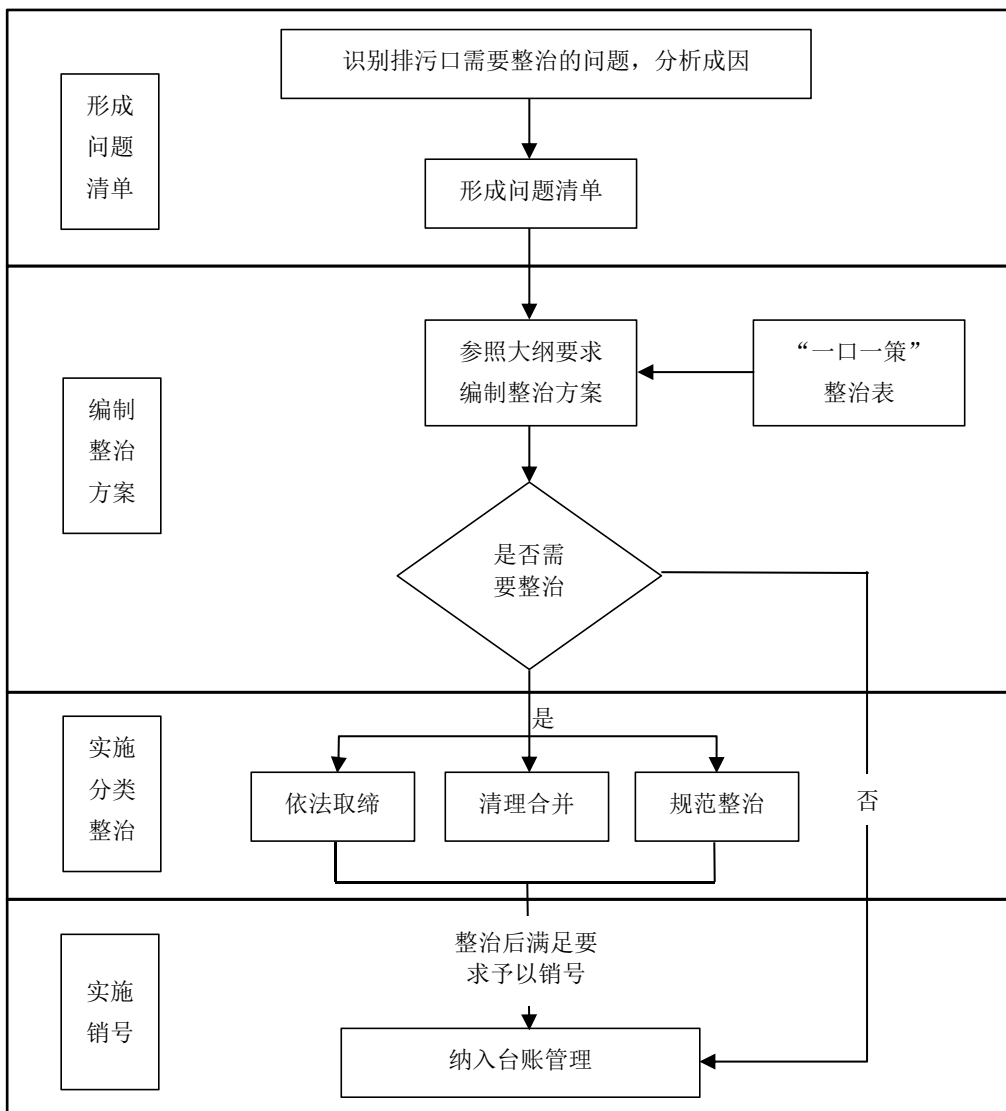 识别排污口需要整治的问题，分析成因
形成
问题
清单
形成问题清单
参照大纲要求
编制整治方案
“一口一策”
整治表
编制
整治
方案
是否需
要整治
是
实施
分类
整治
依法取缔
清理合并
规范整治
否
整治后满足要
求予以销号
实施
销号
纳入台账管理